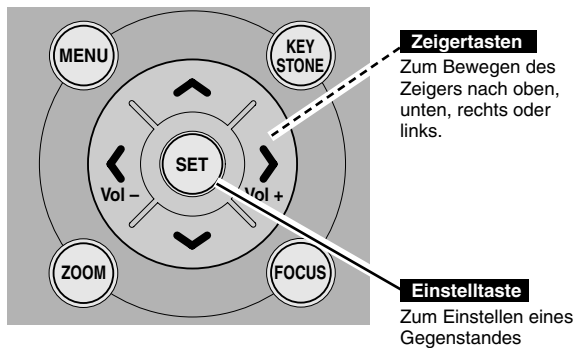 MENU
KEY
STONE
SET
Vol –
Vol +
ZOOM
FOCUS
Zeigertasten
Zum Bewegen des
Zeigers nach oben,
unten, rechts oder
links.
Einstelltaste
Zum Einstellen eines
Gegenstandes